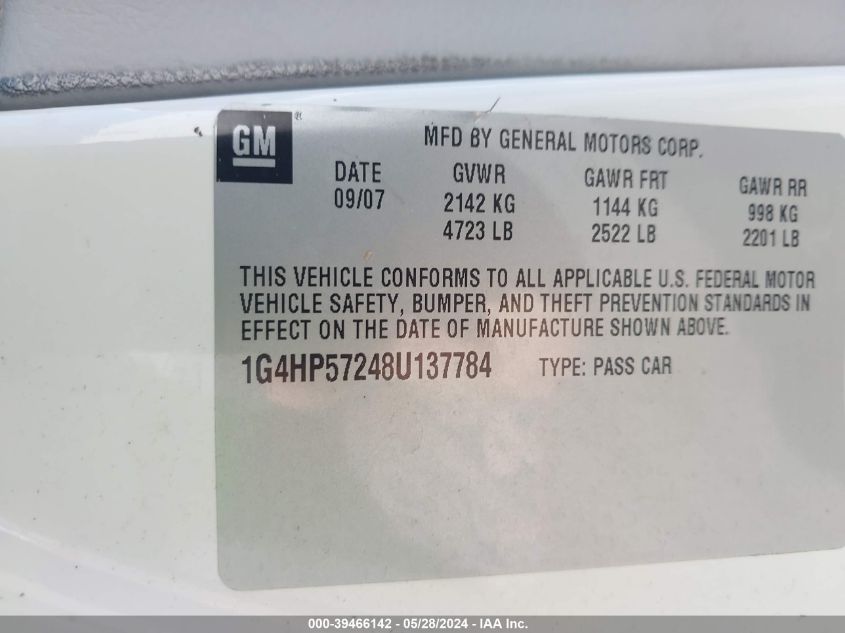 GM®
MFD BY GENERAL MOTORS CORP.
DATE GVWR GAWR FRT GAWR RR
09/07 2142 KG 1144 KG 998 KG
4723 LB 2522 LB 2201 LB
THIS VEHICLE CONFORMS TO ALL APPLICABLE U.S. FEDERAL MOTOR
VEHICLE SAFETY, BUMPER, AND THEFT PREVENTION STANDARDS IN
EFFECT ON THE DATE OF MANUFACTURE SHOWN ABOVE.
1G4HP57248U137784 TYPE: PASS CAR
000-39466142 - 05/28/2024 - IAA Inc.